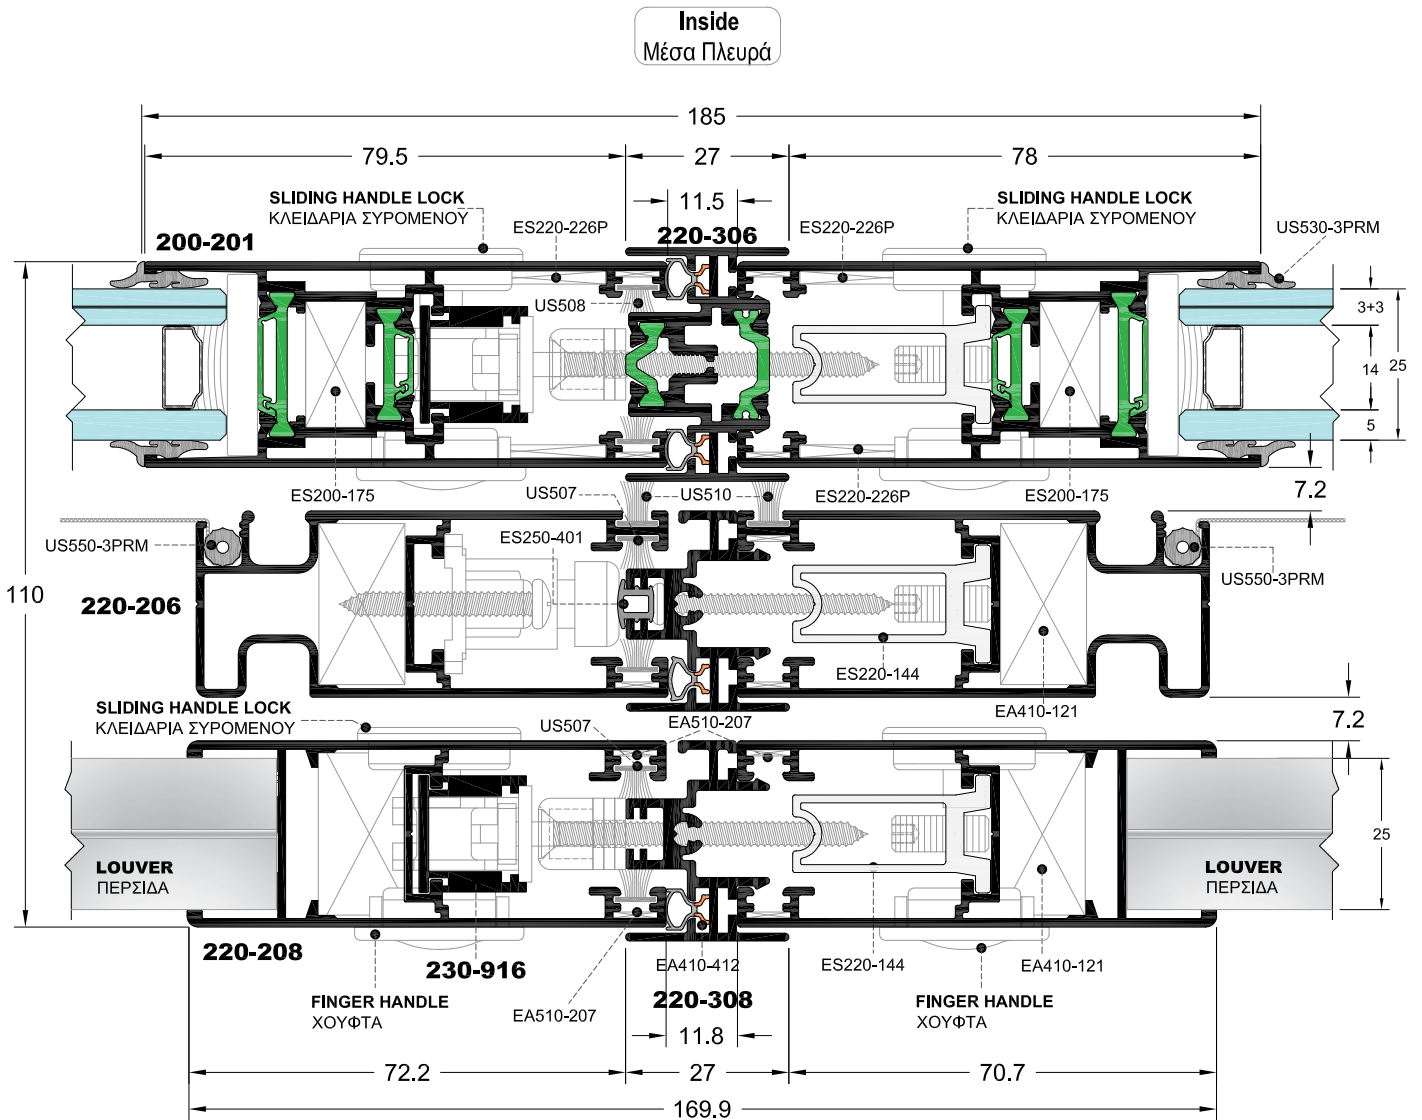 Inside
Μέσα Πλευρά
185
79.5
27
78
SLIDING HANDLE LOCK
ΚΛΕΙΔΑΡΙΑ ΣΥΡΟΜΕΝΟΥ
11.5
SLIDING HANDLE LOCK
ΚΛΕΙΔΑΡΙΑ ΣΥΡΟΜΕΝΟΥ
200-201
ES220-226P
220-306
ES220-226P
US530-3PRM
US508
3+3
14
25
5
ES200-175
US507
US510
ES220-226P
ES200-175
7.2
US550-3PRM
ES250-401
US550-3PRM
110
220-206
ES220-144
EA410-121
SLIDING HANDLE LOCK
ΚΛΕΙΔΑΡΙΑ ΣΥΡΟΜΕΝΟΥ
US507
EA510-207
7.2
25
LOUVER
ΠΕΡΣΙΔΑ
LOUVER
ΠΕΡΣΙΔΑ
220-208
230-916
EA410-412
ES220-144
EA410-121
FINGER HANDLE
ΧΟΥΦΤΑ
EA510-207
220-308
FINGER HANDLE
ΧΟΥΦΤΑ
11.8
72.2
27
70.7
169.9